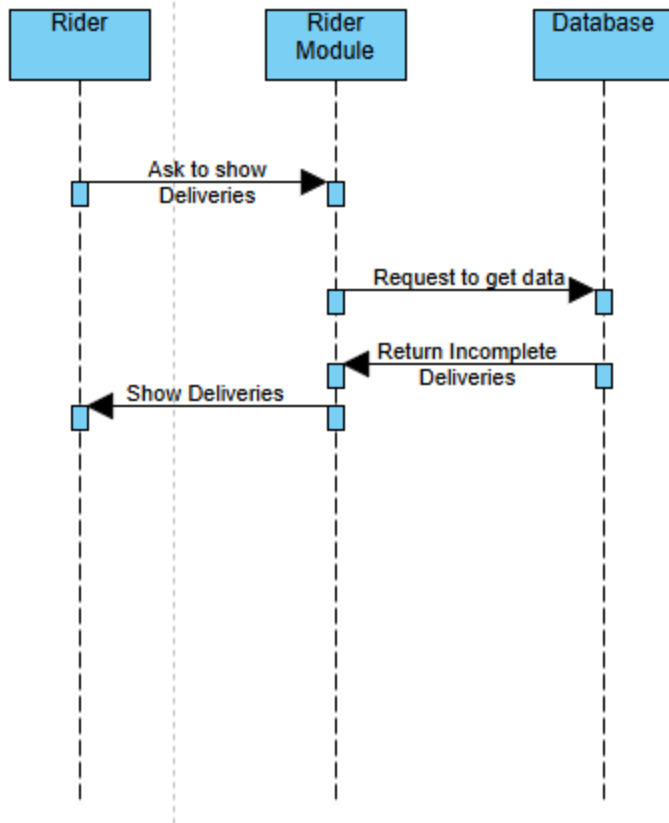 Rider
Rider
Module
Database
Ask to show
Deliveries
Request to get data
Return Incomplete
Deliveries
Show Deliveries